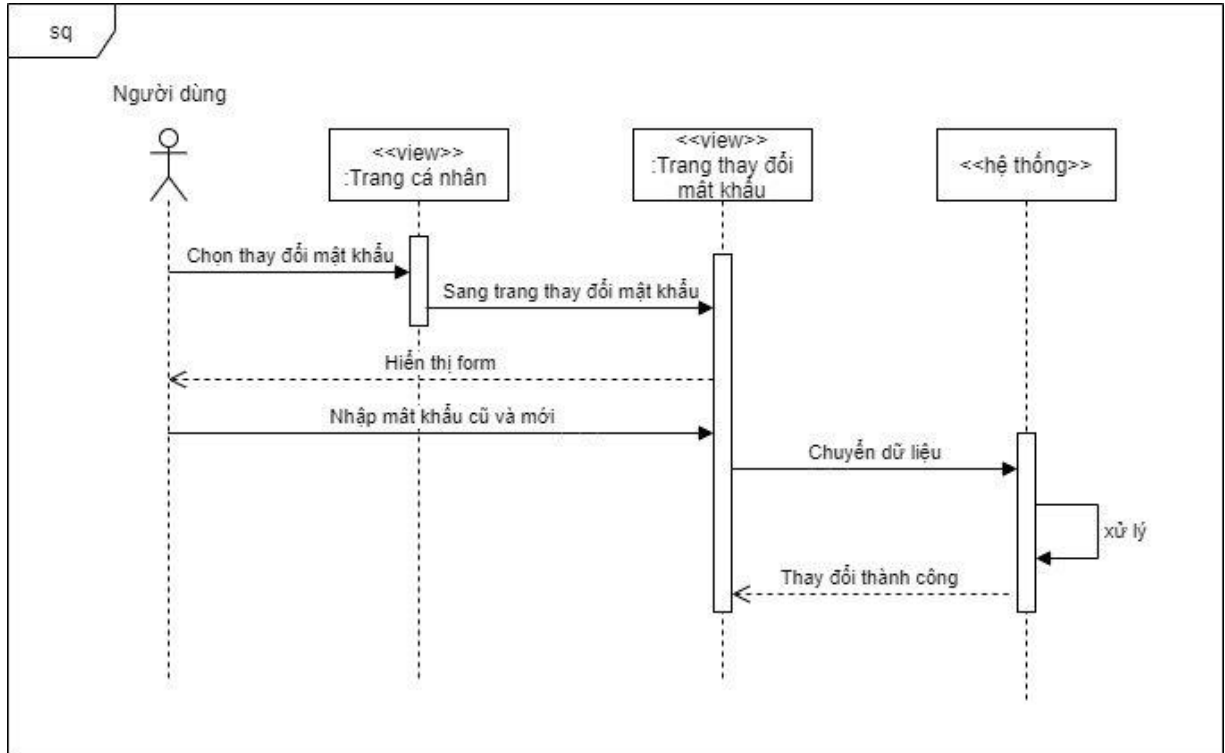 sq
Người dùng
<<view>>
:Trang cá nhân
<<view>>
:Trang thay đổi
mât khẩu
<<hệ thống>>
Chọn thay đổi mật khẩu
Sang trang thay đổi mật khẩu
Hiển thị form
Nhập mât khẩu cũ và mới
Chuyển dữ liệu
xử lý
Thay đổi thành công